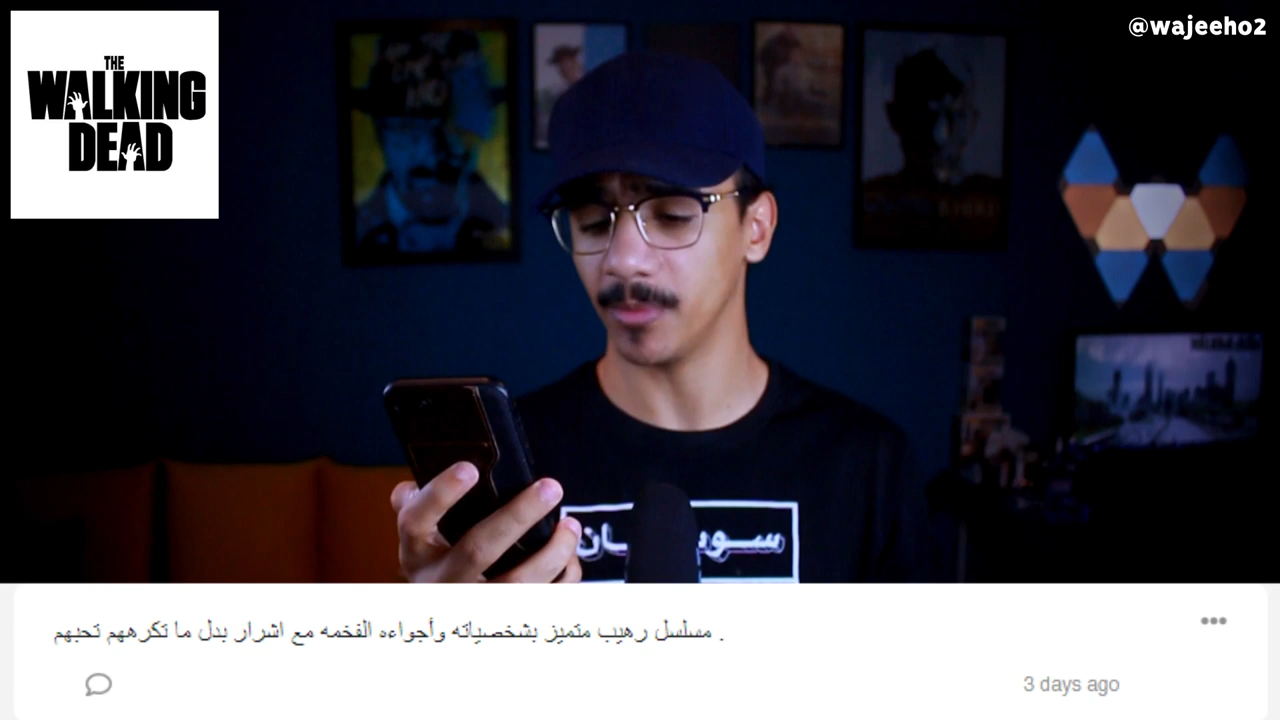 THE
WALKING
DEAD
@wajeeho2
مسلسل رهيب متميز بشخصياته وأجواءه الفخمه مع اشرار بدل ما تكرههم تحبهم .
3 days ago